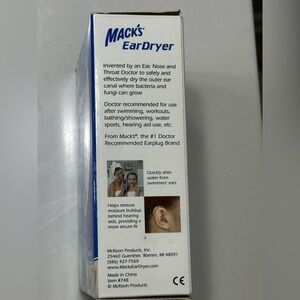 MACK'S
EarDryer
Invented by an Ear, Nose and
Throat Doctor to safely and
effectively dry the outer ear
canal where bacteria and
fungi can grow
Doctor recommended for use
after swimming, workouts,
bathing/showering, water
sports, hearing aid use, etc.
From Mack's®, the #1 Doctor
Recommended Earplug Brand
Quickly dries
water from
swimmers' ears
Helps remove
moisture buildup
behind hearing
aids, providing a
more secure fit
McKeon Products, Inc.
25460 Guenther, Warren, MI 48091
(586) 427-7560
www.MacksEarDryer.com
Made in China
Item #748
© McKeon Products
CE